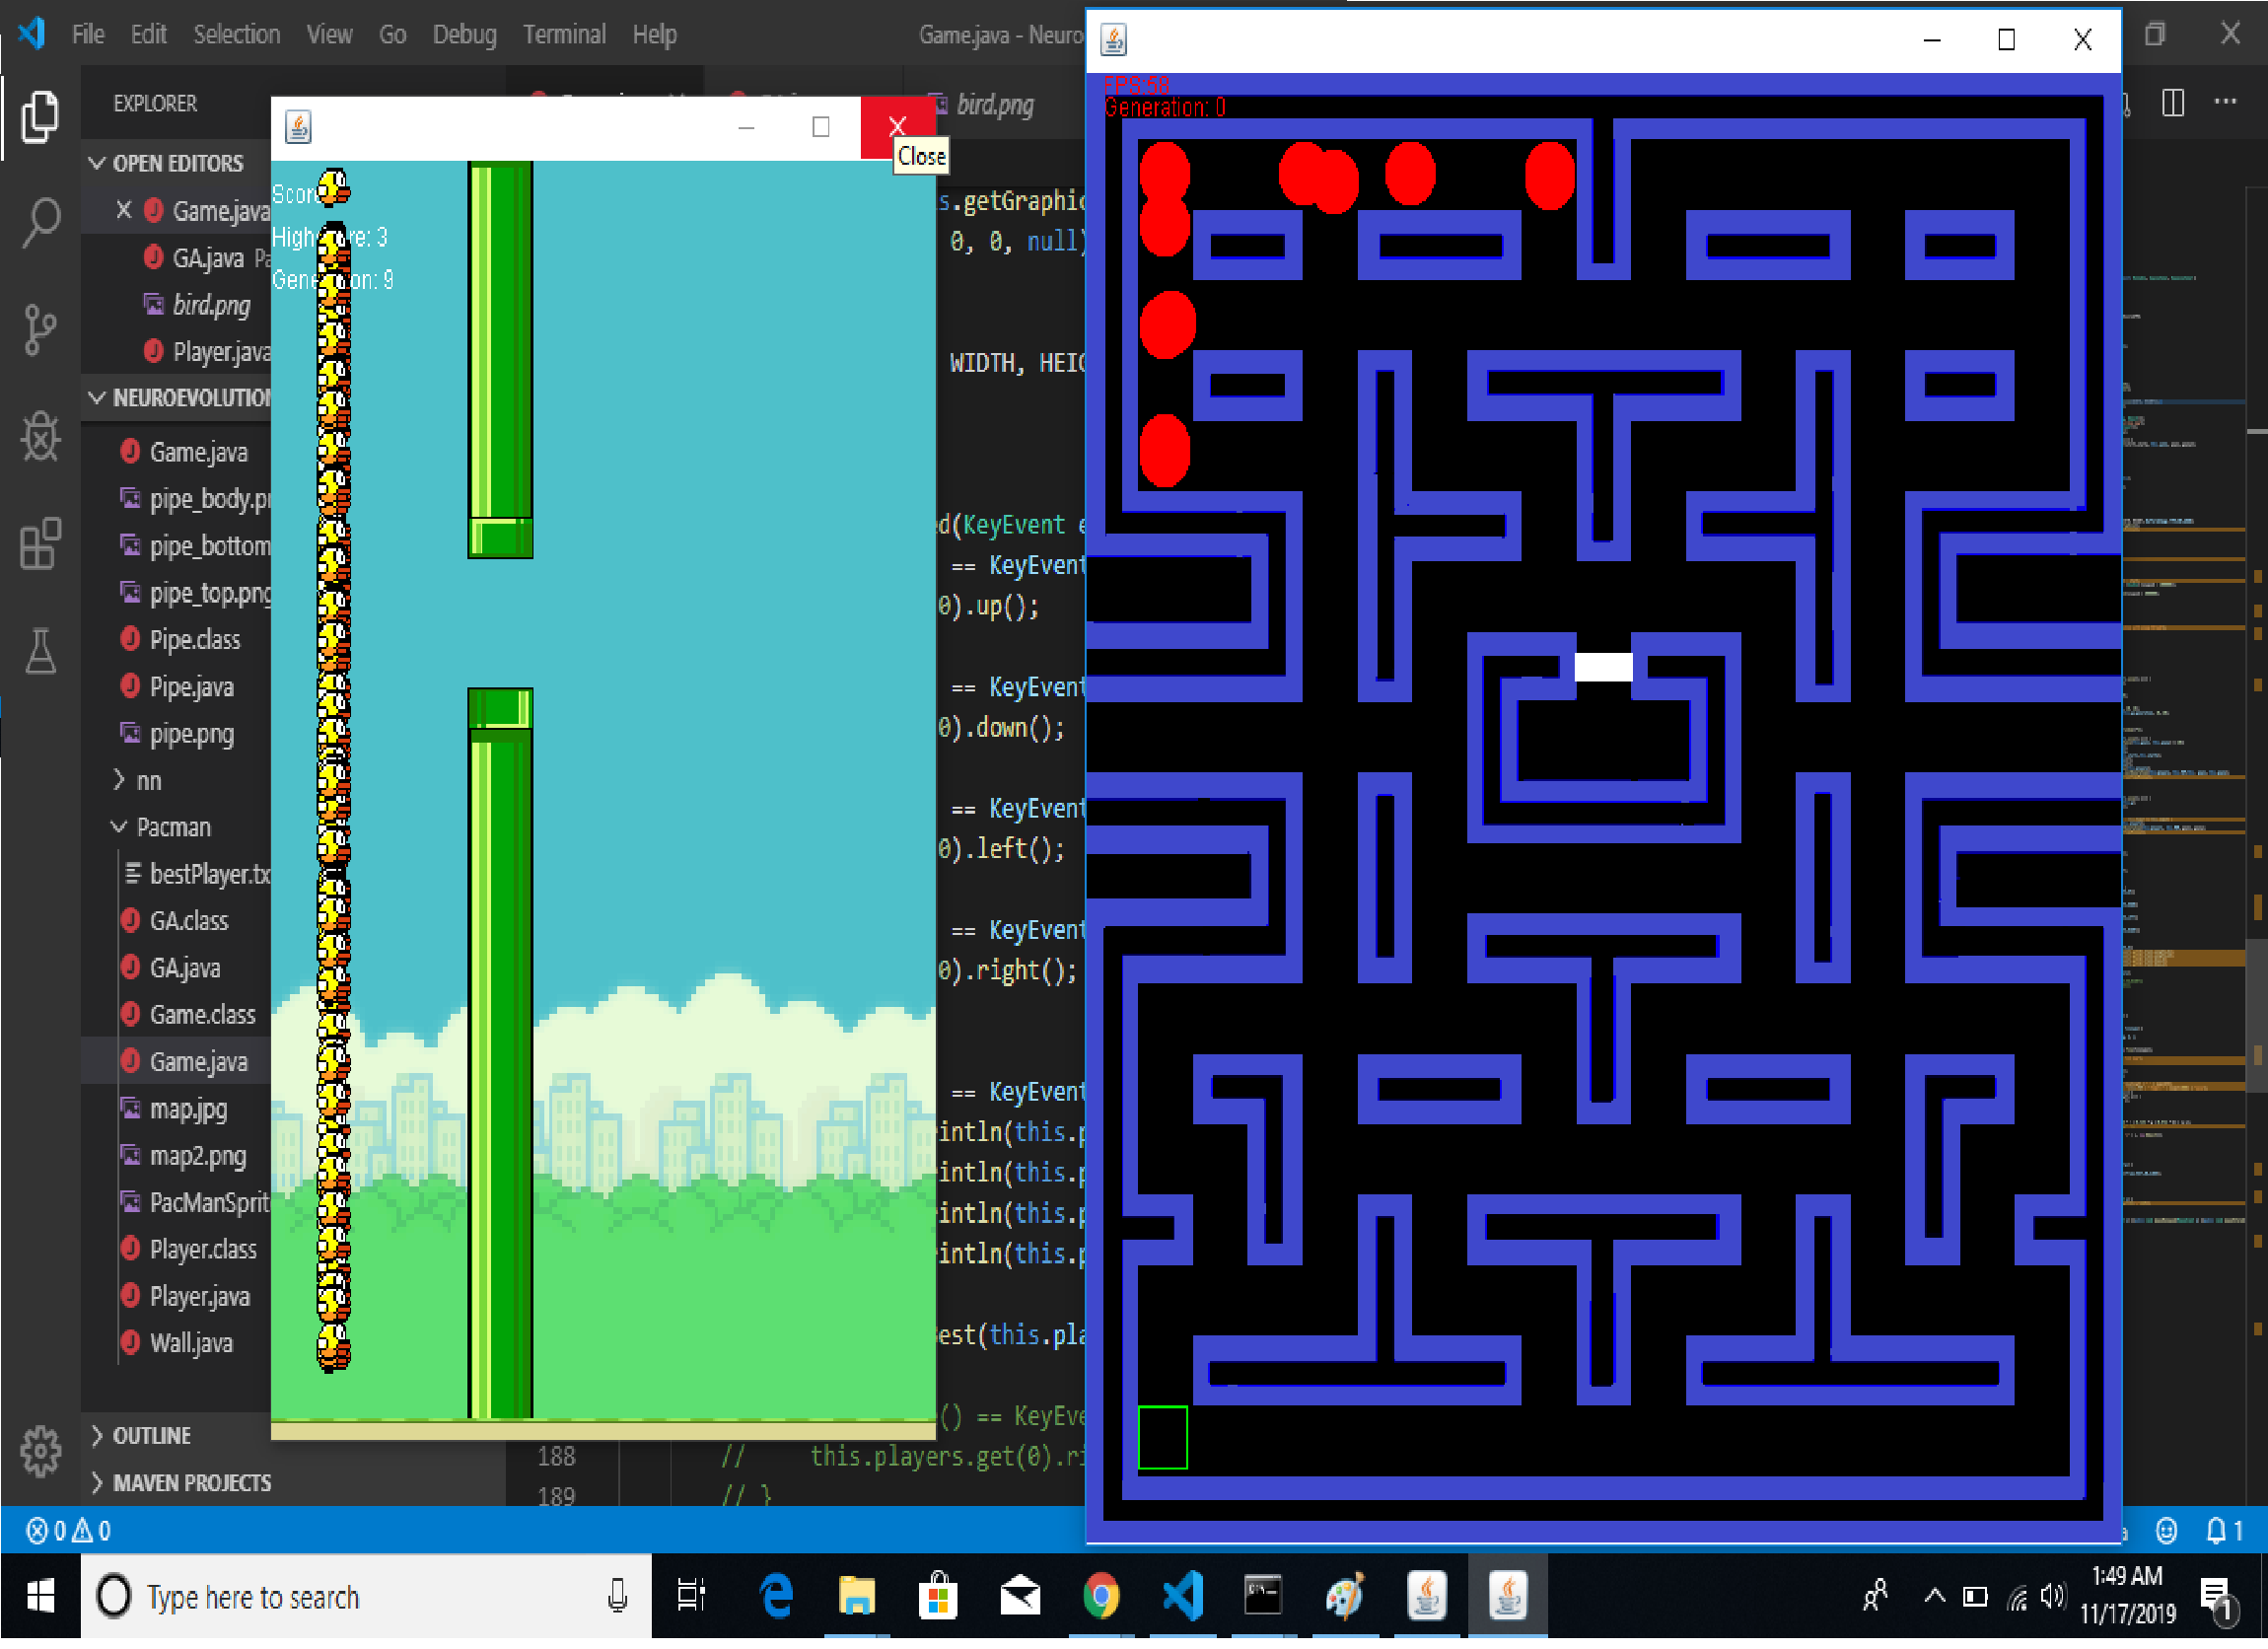 File Edit Selection View Go Debug Terminal Help
Game.java - Neuro
EXPLORER
bird.png
OPEN EDITORS
X Game.java
GA.java
bird.png
Player.java
NEUROEVOLUTION
Game.java
pipe_body.p
pipe_bottom
pipe_top.png
Pipe.class
Pipe.java
pipe.png
nn
Pacman
bestPlayer.tx
GA.class
GA.java
Game.class
Game.java
map.jpg
map2.png
PacManSprit
Player.class
Player.java
Wall.java
OUTLINE
MAVEN PROJECTS
Close
High re: 3
Gene on: 9
s.getGraphic
0, 0, null)
WIDTH, HEIG
d(KeyEvent e
== KeyEvent
0).up();
== KeyEvent
0).down();
== KeyEvent
0).left();
== KeyEvent
0).right();
== KeyEvent
intln(this.p
intln(this.p
intln(this.p
intln(this.p
est(this.pla
() == KeyEve
188 // this.players.get(0).ri
189 // }
FPS:58
Generation: 0
0 0
1
Type here to search
1:49 AM
11/17/2019
1